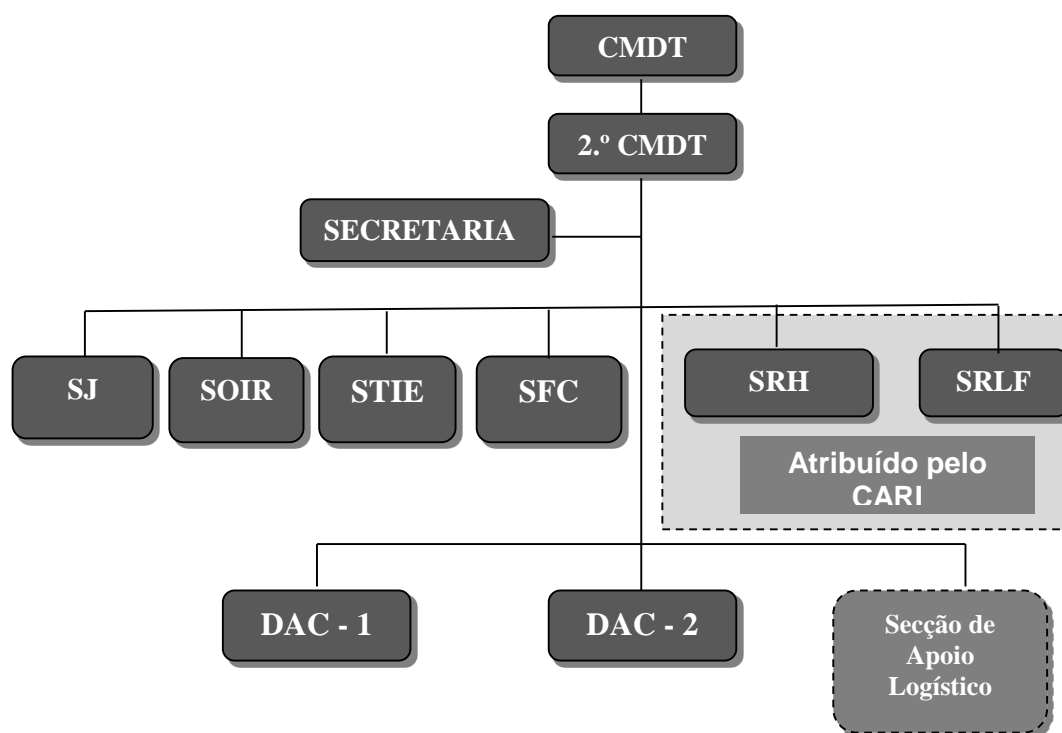 CMDT
2.º CMDT
SECRETARIA
SJ
SOIR
STIE
SFC
SRH
SRLF
Atribuído pelo
CARI
DAC - 1
DAC - 2
Secção de
Apoio
Logístico